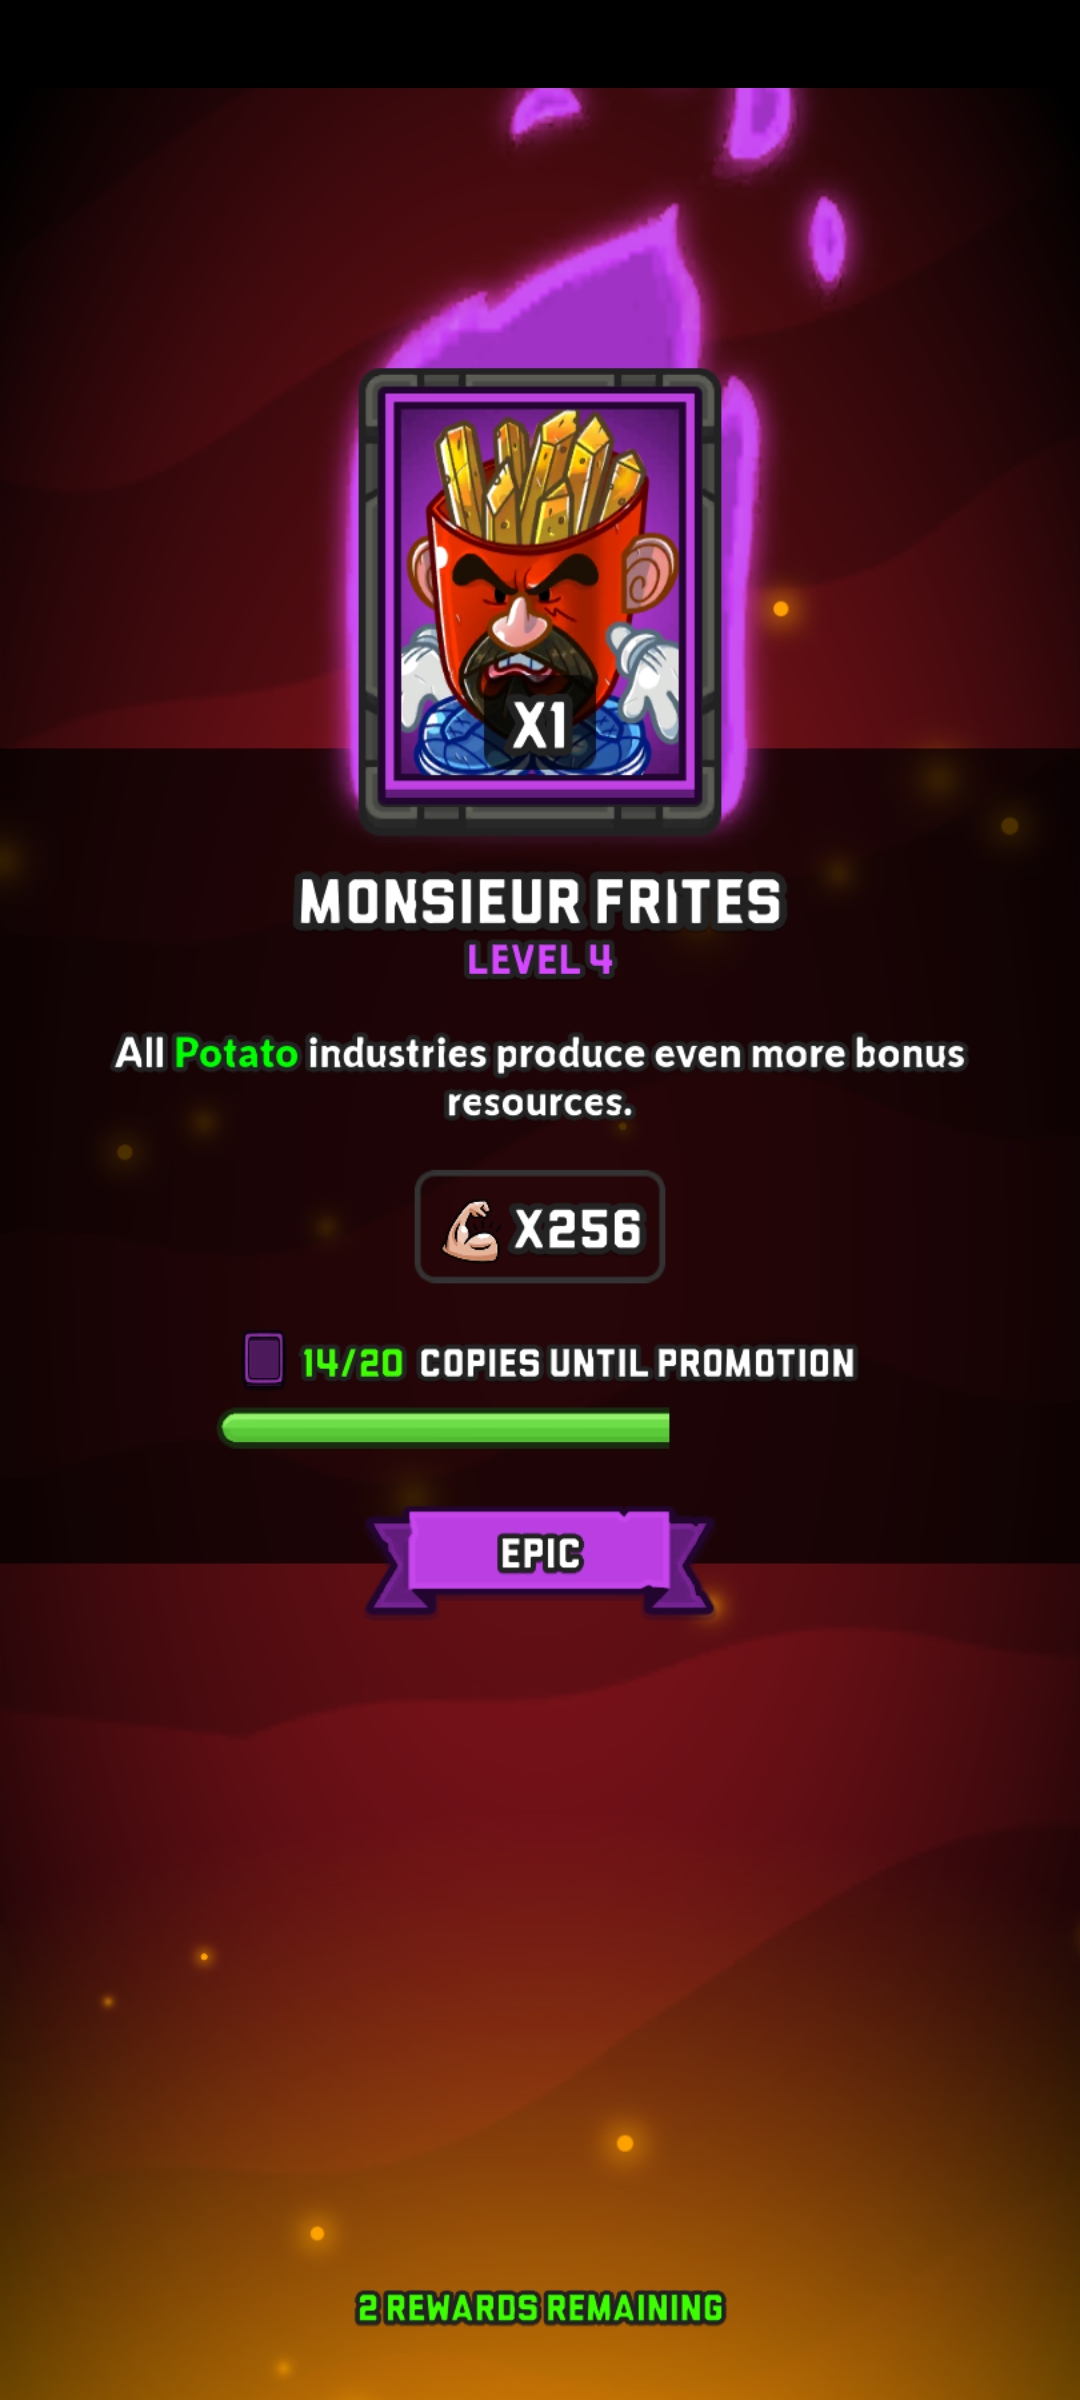 X1
MONSIEUR FRITES
LEVEL 4
All Potato industries produce even more bonus
resources.
X256
14/20 COPIES UNTIL PROMOTION
EPIC
2 REWARDS REMAINING